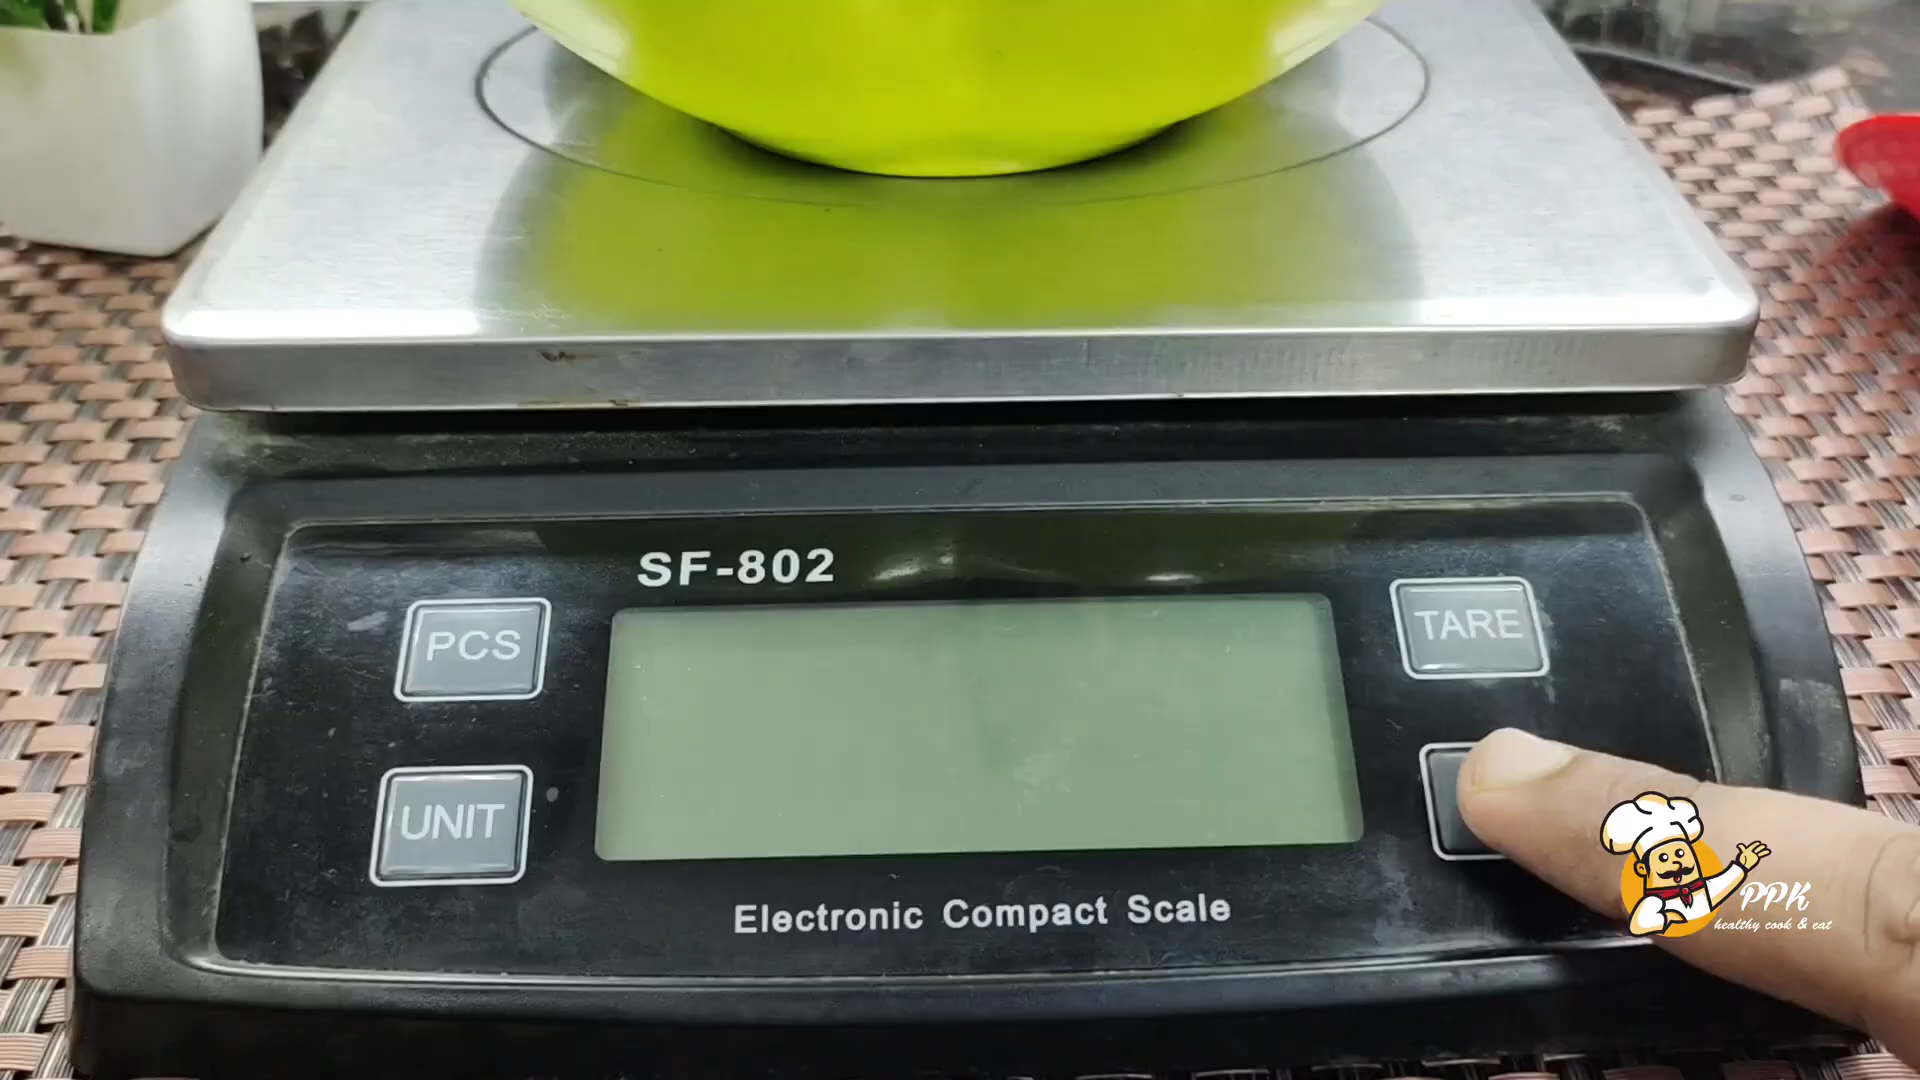 SF-802
PCS
TARE
UNIT
Electronic Compact Scale
PPK
healthy cook & eat